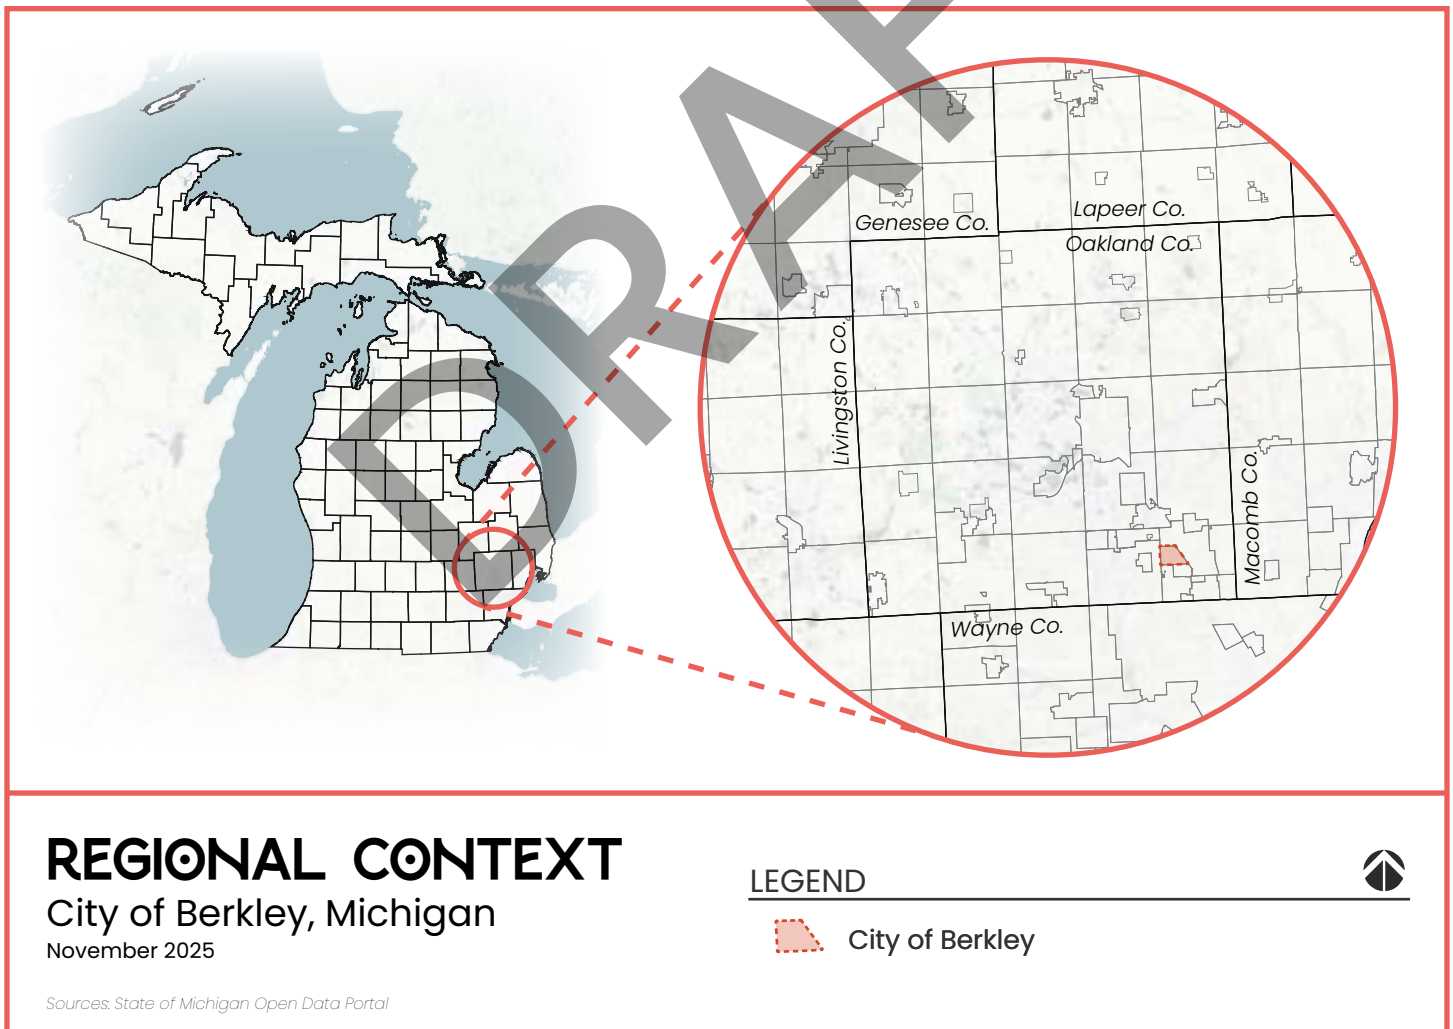 DRAF
Genesee Co.
Lapeer Co.
Oakland Co.
Livingston Co.
Macomb Co.
Wayne Co.
REGIONAL CONTEXT
City of Berkley, Michigan
November 2025
Sources: State of Michigan Open Data Portal
LEGEND
City of Berkley